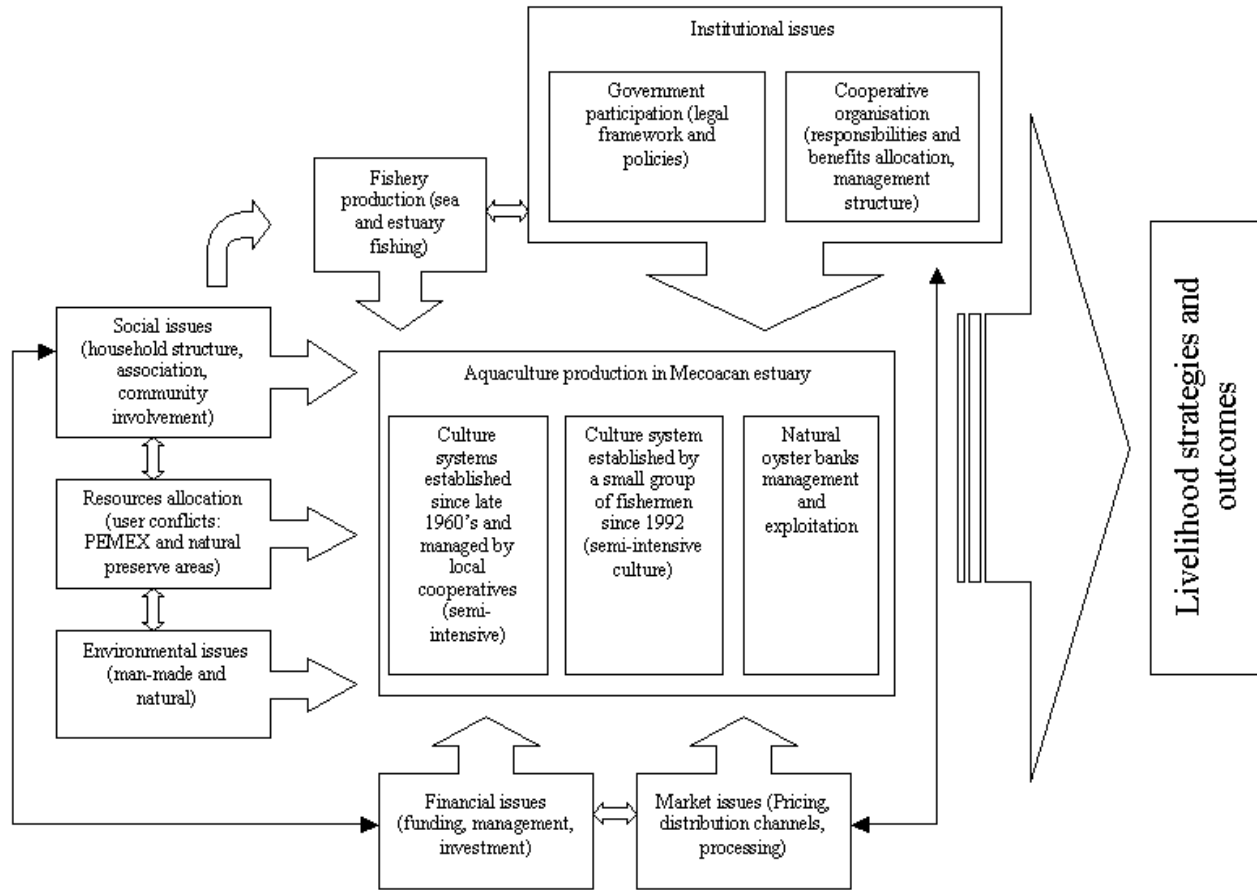 Institutional issues
Government
participation (legal
framework and
policies)
Cooperative
organisation
(responsibilities and
benefits allocation,
management
structure)
Fishery
production (sea
and estuary
fishing)
Social issues
(household structure,
association,
community
involvement)
Resources allocation
(user conflicts:
PEMEX and natural
preserve areas)
Environmental issues
(man-made and
natural)
Aquaculture production in Mecoacan estuary
Culture
systems
established
since late
1960's and
managed by
local
cooperatives
(semi-
intensive)
Culture system
established by
a small group
of fishermen
since 1992
(semi-intensive
culture)
Natural
oyster banks
management
and
exploitation
Financial issues
(funding, management,
investment)
Market issues (Pricing,
distribution channels,
processing)
Livelihood strategies and
outcomes